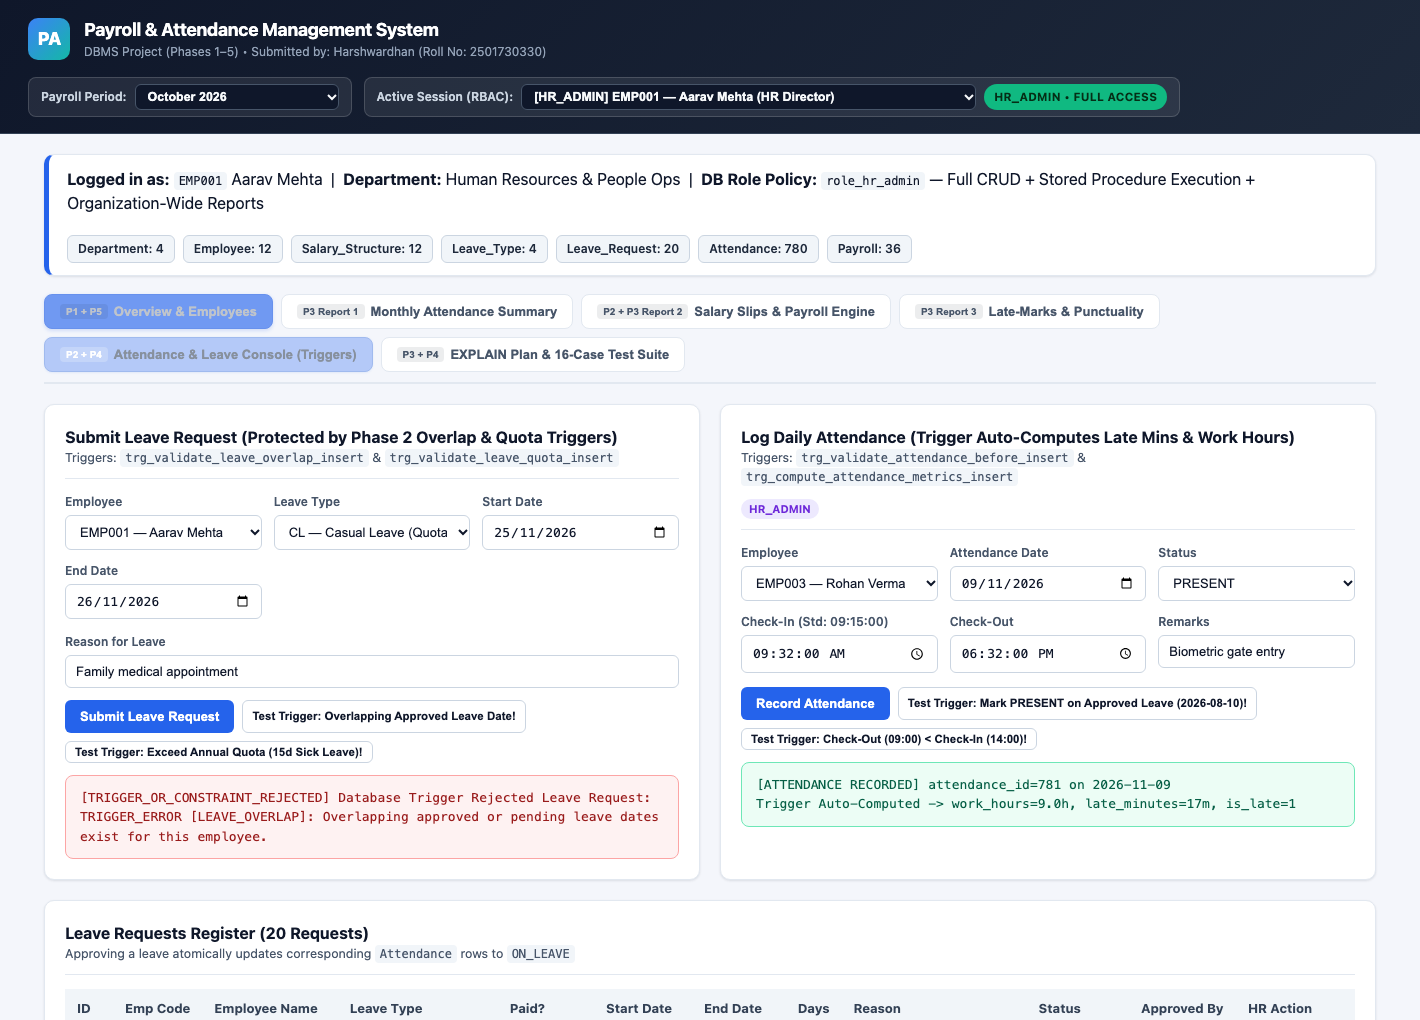 PA
Payroll & Attendance Management System
DBMS Project (Phases 1–5) • Submitted by: Harshwardhan (Roll No: 2501730330)
Payroll Period: October 2026
Active Session (RBAC): [HR_ADMIN] EMP001 — Aarav Mehta (HR Director) HR_ADMIN • FULL ACCESS
Logged in as: EMP001 Aarav Mehta | Department: Human Resources & People Ops | DB Role Policy: role_hr_admin — Full CRUD + Stored Procedure Execution +
Organization-Wide Reports
Department: 4 Employee: 12 Salary_Structure: 12 Leave_Type: 4 Leave_Request: 20 Attendance: 780 Payroll: 36
P1 + P5 Overview & Employees P3 Report 1 Monthly Attendance Summary P2 + P3 Report 2 Salary Slips & Payroll Engine P3 Report 3 Late-Marks & Punctuality
P2 + P4 Attendance & Leave Console (Triggers) P3 + P4 EXPLAIN Plan & 16-Case Test Suite
Submit Leave Request (Protected by Phase 2 Overlap & Quota Triggers)
Triggers: trg_validate_leave_overlap_insert & trg_validate_leave_quota_insert
Employee Leave Type Start Date
EMP001 — Aarav Mehta CL — Casual Leave (Quota 25/11/2026
End Date
26/11/2026
Reason for Leave
Family medical appointment
Submit Leave Request Test Trigger: Overlapping Approved Leave Date!
Test Trigger: Exceed Annual Quota (15d Sick Leave)!
[TRIGGER_OR_CONSTRAINT_REJECTED] Database Trigger Rejected Leave Request:
TRIGGER_ERROR [LEAVE_OVERLAP]: Overlapping approved or pending leave dates
exist for this employee.
Log Daily Attendance (Trigger Auto-Computes Late Mins & Work Hours)
Triggers: trg_validate_attendance_before_insert &
trg_compute_attendance_metrics_insert
HR_ADMIN
Employee Attendance Date Status
EMP003 — Rohan Verma 09/11/2026 PRESENT
Check-In (Std: 09:15:00) Check-Out Remarks
09:32:00 AM 06:32:00 PM Biometric gate entry
Record Attendance Test Trigger: Mark PRESENT on Approved Leave (2026-08-10)!
Test Trigger: Check-Out (09:00) < Check-In (14:00)!
[ATTENDANCE RECORDED] attendance_id=781 on 2026-11-09
Trigger Auto-Computed -> work_hours=9.0h, late_minutes=17m, is_late=1
Leave Requests Register (20 Requests)
Approving a leave atomically updates corresponding Attendance rows to ON_LEAVE
ID Emp Code Employee Name Leave Type Paid? Start Date End Date Days Reason Status Approved By HR Action